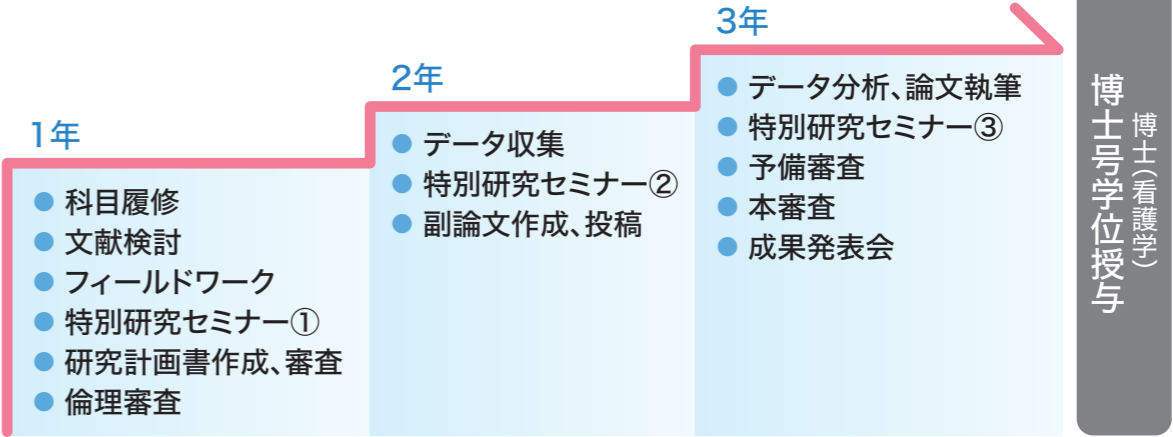 1年
● 科目履修
● 文献検討
● フィールドワーク
● 特別研究セミナー①
● 研究計画書作成、審査
● 倫理審査
2年
● データ収集
● 特別研究セミナー②
● 副論文作成、投稿
3年
● データ分析、論文執筆
● 特別研究セミナー③
● 予備審査
● 本審査
● 成果発表会
博士号学位授与
博士（看護学）